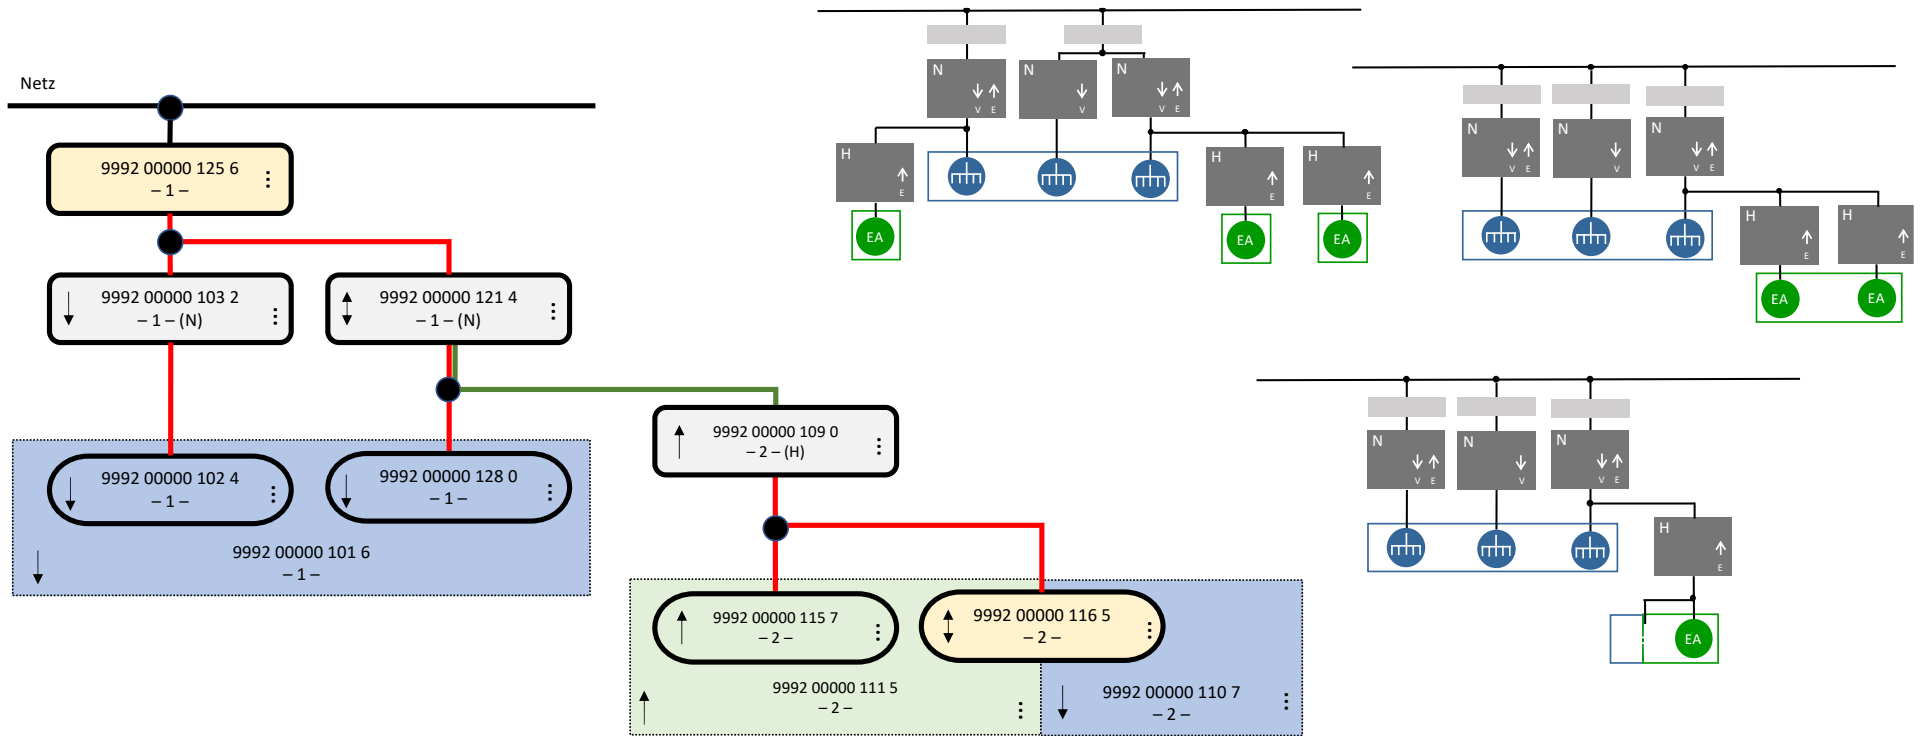 Netz
9992 00000 125 6
– 1 –
9992 00000 103 2
– 1 – (N)
9992 00000 121 4
– 1 – (N)
9992 00000 109 0
– 2 – (H)
9992 00000 102 4
– 1 –
9992 00000 128 0
– 1 –
9992 00000 101 6
– 1 –
9992 00000 115 7
– 2 –
9992 00000 116 5
– 2 –
9992 00000 111 5
– 2 –
9992 00000 110 7
– 2 –
N
V E
N
V
N
V E
H
E
H
E
H
E
EA
EA
EA
N
V E
N
V
N
V E
H
E
H
E
EA
EA
N
V E
N
V
N
V E
H
E
EA